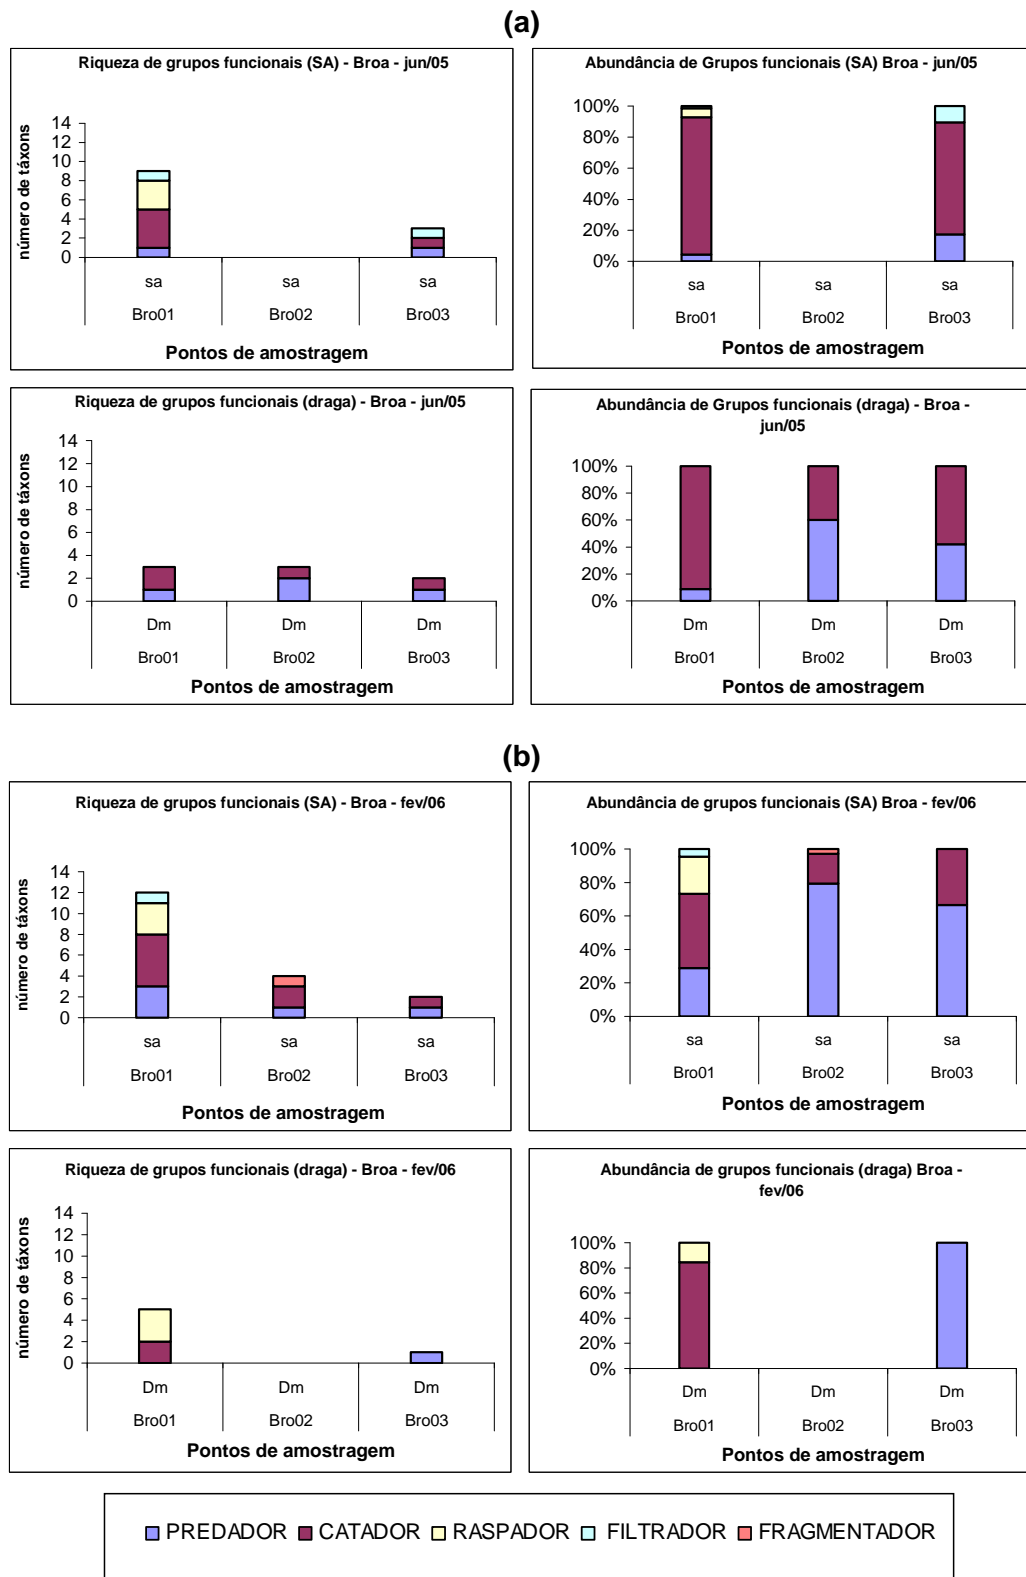 (a)
Riqueza de grupos funcionais (SA) - Broa - jun/05
número de táxons
14
12
10
8
6
4
2
0
sa sa sa
Bro01 Bro02 Bro03
Pontos de amostragem
Abundância de Grupos funcionais (SA) Broa - jun/05
100%
80%
60%
40%
20%
0%
sa sa sa
Bro01 Bro02 Bro03
Pontos de amostragem
Riqueza de grupos funcionais (draga) - Broa - jun/05
número de táxons
14
12
10
8
6
4
2
0
Dm Dm Dm
Bro01 Bro02 Bro03
Pontos de amostragem
Abundância de Grupos funcionais (draga) - Broa -
jun/05
100%
80%
60%
40%
20%
0%
Dm Dm Dm
Bro01 Bro02 Bro03
Pontos de amostragem
(b)
Riqueza de grupos funcionais (SA) - Broa - fev/06
número de táxons
14
12
10
8
6
4
2
0
sa sa sa
Bro01 Bro02 Bro03
Pontos de amostragem
Abundância de grupos funcionais (SA) Broa - fev/06
100%
80%
60%
40%
20%
0%
sa sa sa
Bro01 Bro02 Bro03
Pontos de amostragem
Riqueza de grupos funcionais (draga) - Broa - fev/06
número de táxons
14
12
10
8
6
4
2
0
Dm Dm Dm
Bro01 Bro02 Bro03
Pontos de amostragem
Abundância de grupos funcionais (draga) Broa -
fev/06
100%
80%
60%
40%
20%
0%
Dm Dm Dm
Bro01 Bro02 Bro03
Pontos de amostragem
PREDADOR CATADOR RASPADOR FILTRADOR FRAGMENTADOR